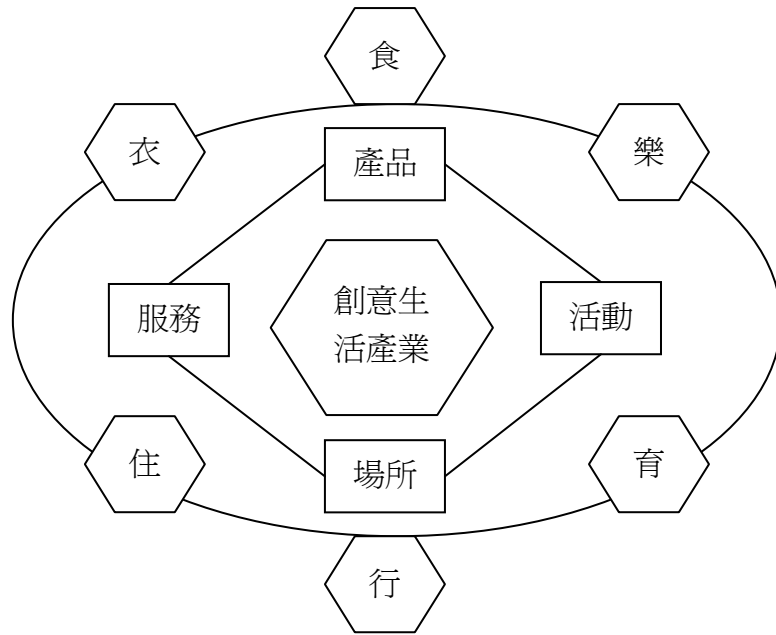 食
衣
樂
產品
創意生
活產業
服務
活動
場所
住
育
行